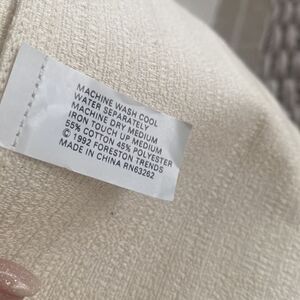 MACHINE WASH COOL
WATER SEPARATELY
MACHINE DRY MEDIUM
IRON TOUCH UP MEDIUM
55% COTTON 45% POLYESTER
© 1992 FORESTON TRENDS
MADE IN CHINA RN63262